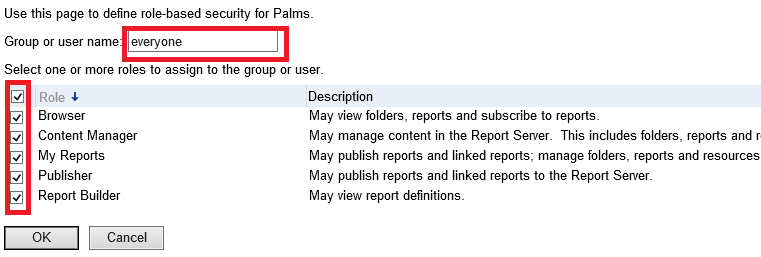 Use this page to define role-based security for Palms.
Group or user name: everyone
Select one or more roles to assign to the group or user.
Role Description
Browser May view folders, reports and subscribe to reports.
Content Manager May manage content in the Report Server. This includes folders, reports and
My Reports May publish reports and linked reports; manage folders, reports and resources
Publisher May publish reports and linked reports to the Report Server.
Report Builder May view report definitions.
OK Cancel